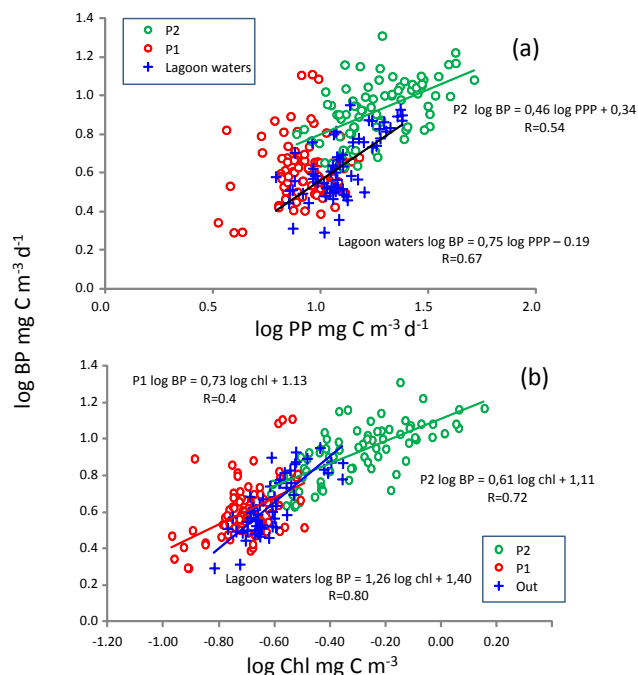 log BP mg C m⁻³ d⁻¹
1.4
1.2
1.0
0.8
0.6
0.4
0.2
0.0
P2
P1
Lagoon waters
(a)
P2 log BP = 0,46 log PPP + 0,34
R=0.54
Lagoon waters log BP = 0,75 log PPP – 0.19
R=0.67
0.0 0.5 1.0 1.5 2.0
log PP mg C m⁻³ d⁻¹
1.4
1.2
1.0
0.8
0.6
0.4
0.2
0.0
(b)
P1 log BP = 0,73 log chl + 1.13
R=0.4
P2 log BP = 0,61 log chl + 1,11
R=0.72
Lagoon waters log BP = 1,26 log chl + 1,40
R=0.80
P2
P1
Out
-1.20 -1.00 -0.80 -0.60 -0.40 -0.20 0.00 0.20
log Chl mg C m⁻³